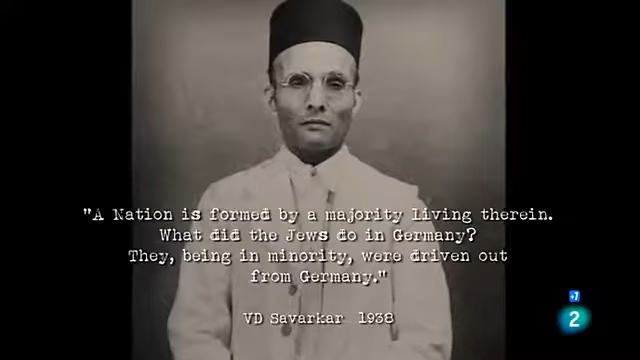 "A Nation is formed by a majority living therein.
What did the Jews do in Germany?
They, being in minority, were driven out
from Germany."
VD Savarkar 1938
+7
2